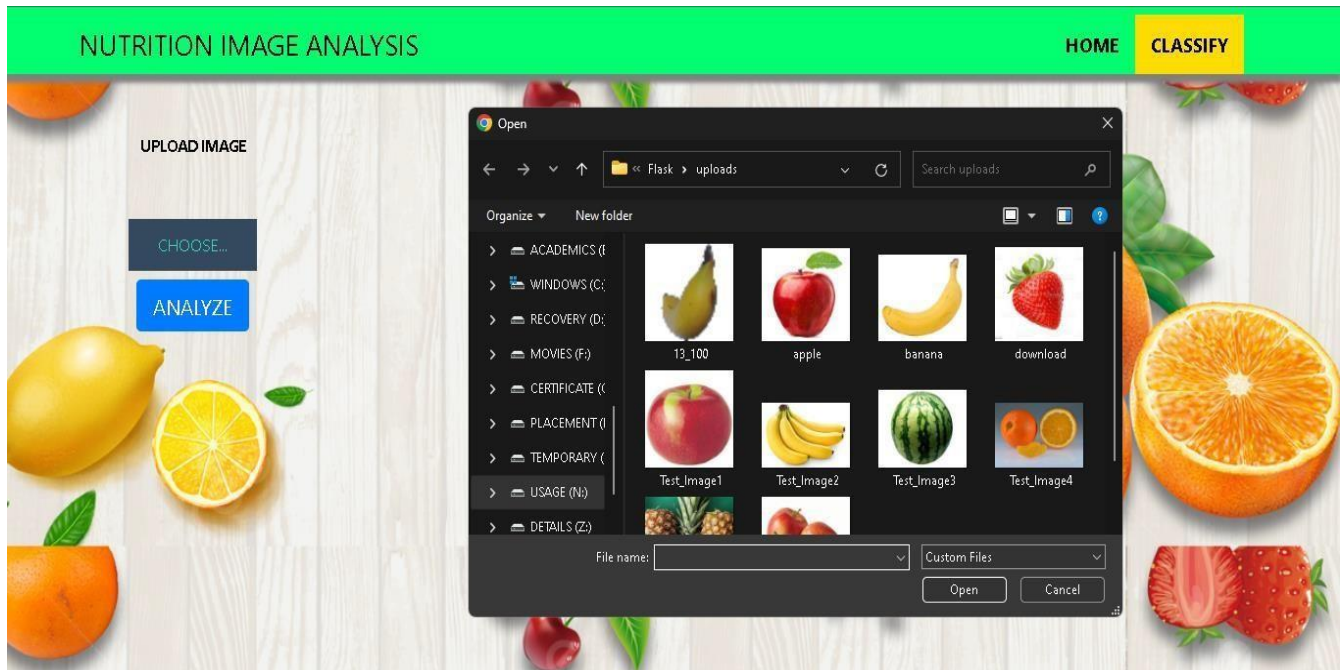 NUTRITION IMAGE ANALYSIS
HOME CLASSIFY
UPLOAD IMAGE
CHOOSE...
ANALYZE
Open
« Flask > uploads
Search uploads
Organize
New folder
ACADEMICS (E
WINDOWS (C:)
RECOVERY (D:)
MOVIES (F:)
CERTIFICATE (
PLACEMENT (
TEMPORARY (
USAGE (N:)
DETAILS (Z:)
13_100 apple banana download
Test_Image1 Test_Image2 Test_Image3 Test_Image4
File name:
Custom Files
Open Cancel